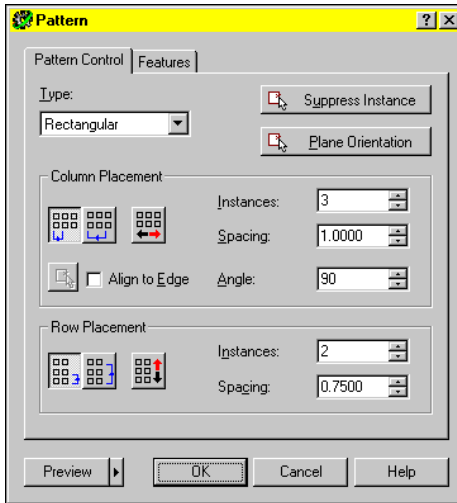 Pattern
Pattern Control Features
Type:
Rectangular
Suppress Instance
Plane Orientation
Column Placement
Instances: 3
Spacing: 1.0000
Align to Edge Angle: 90
Row Placement
Instances: 2
Spacing: 0.7500
Preview OK Cancel Help